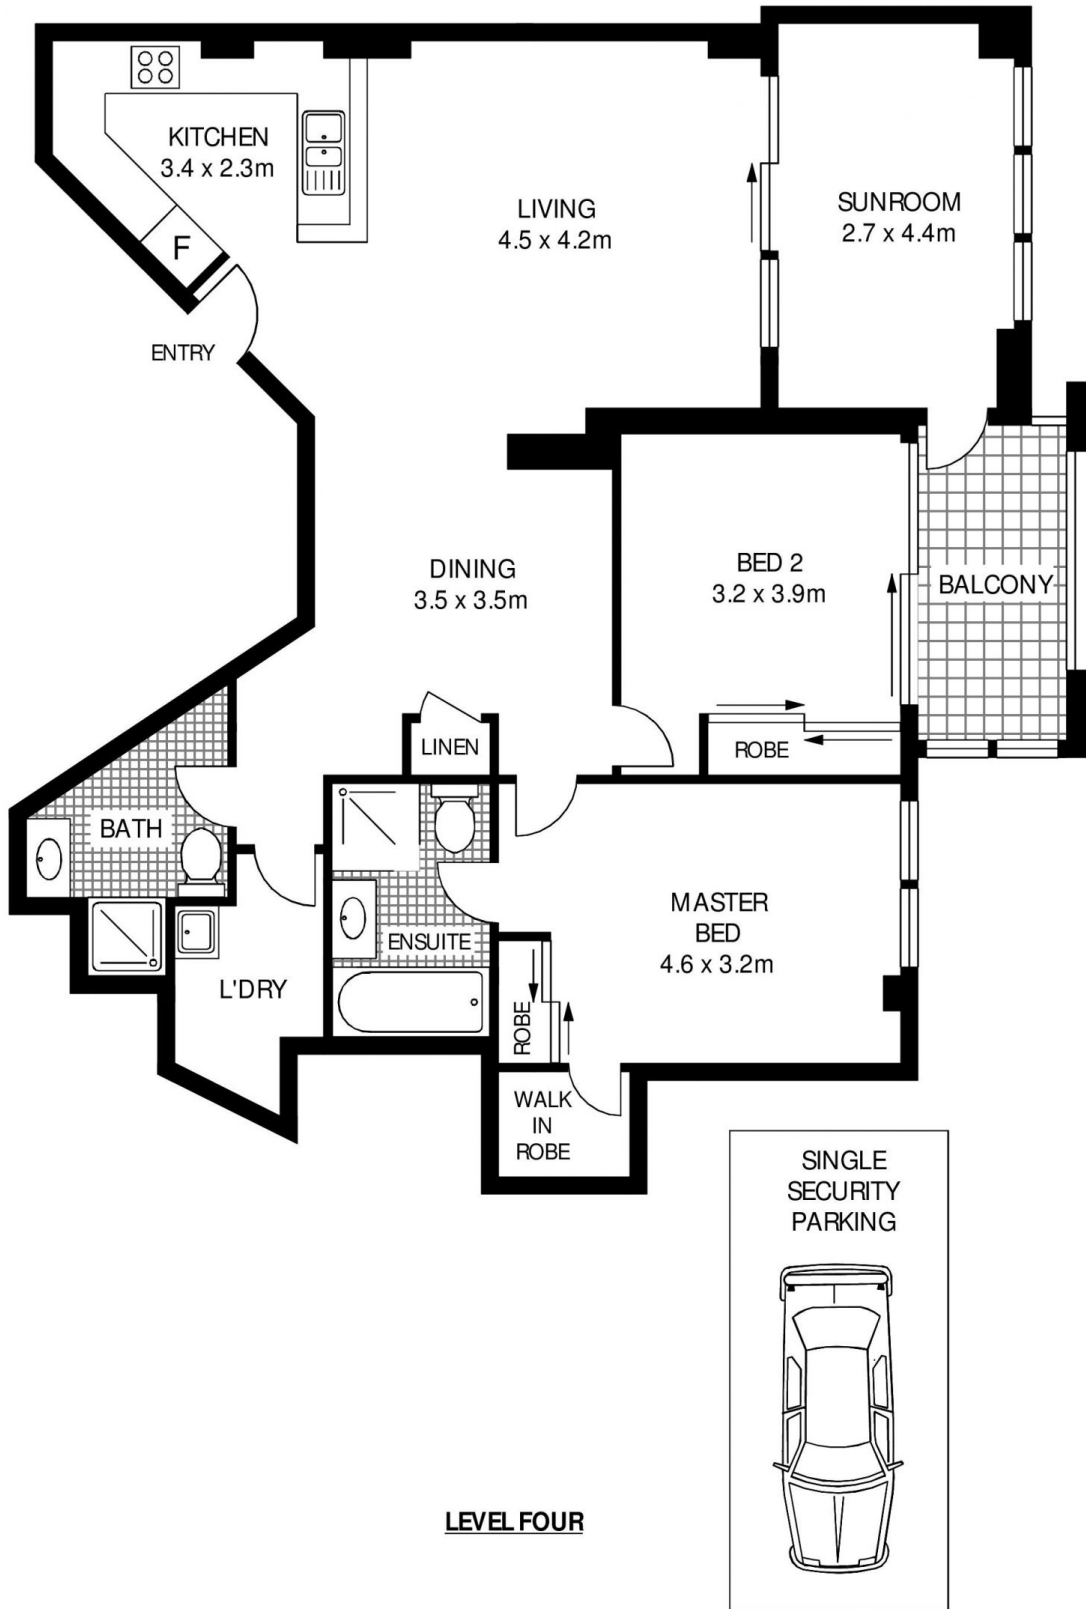 KITCHEN
3.4 x 2.3m
F
LIVING
4.5 x 4.2m
SUNROOM
2.7 x 4.4m
ENTRY
DINING
3.5 x 3.5m
BED 2
3.2 x 3.9m
BALCONY
LINEN
ROBE
BATH
ENSUITE
MASTER
BED
4.6 x 3.2m
L'DRY
ROBE
WALK
IN
ROBE
SINGLE
SECURITY
PARKING
LEVEL FOUR